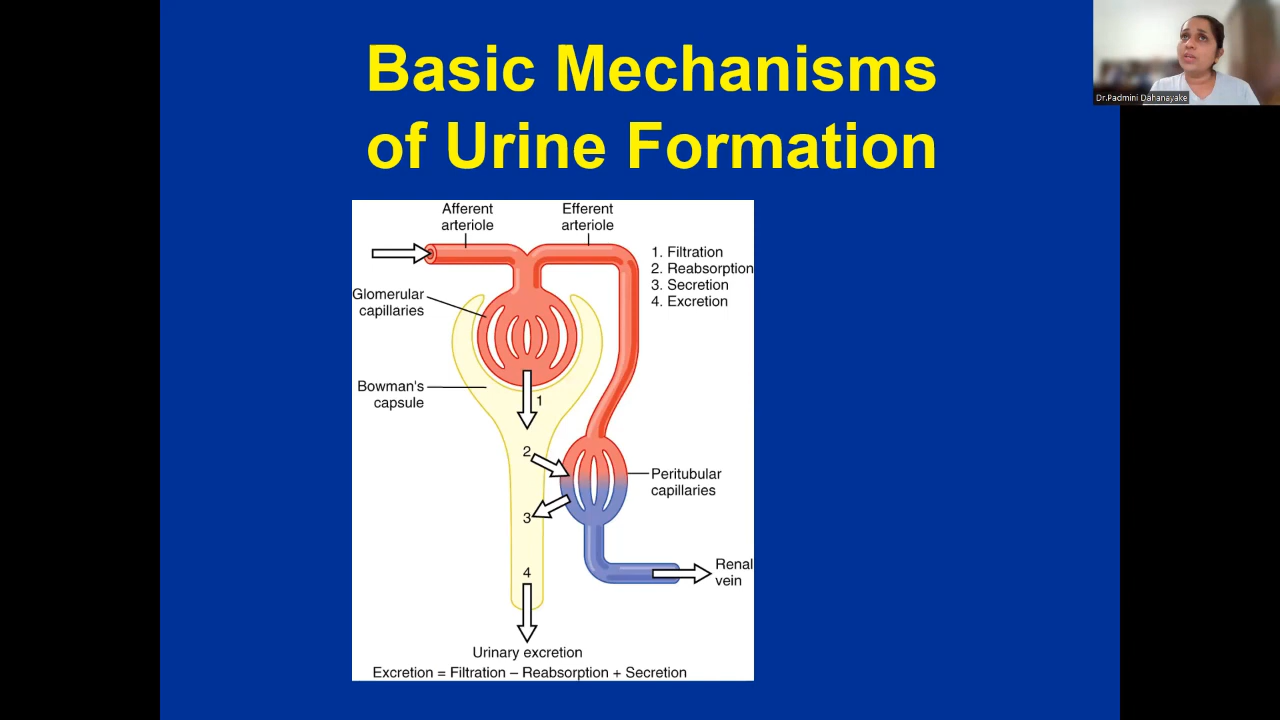 Basic Mechanisms
of Urine Formation
Dr.Padmini Dahanayake
Afferent
arteriole
Efferent
arteriole
1. Filtration
2. Reabsorption
3. Secretion
4. Excretion
Glomerular
capillaries
Bowman's
capsule
1
2
Peritubular
capillaries
3
4
Renal
vein
Urinary excretion
Excretion = Filtration – Reabsorption + Secretion